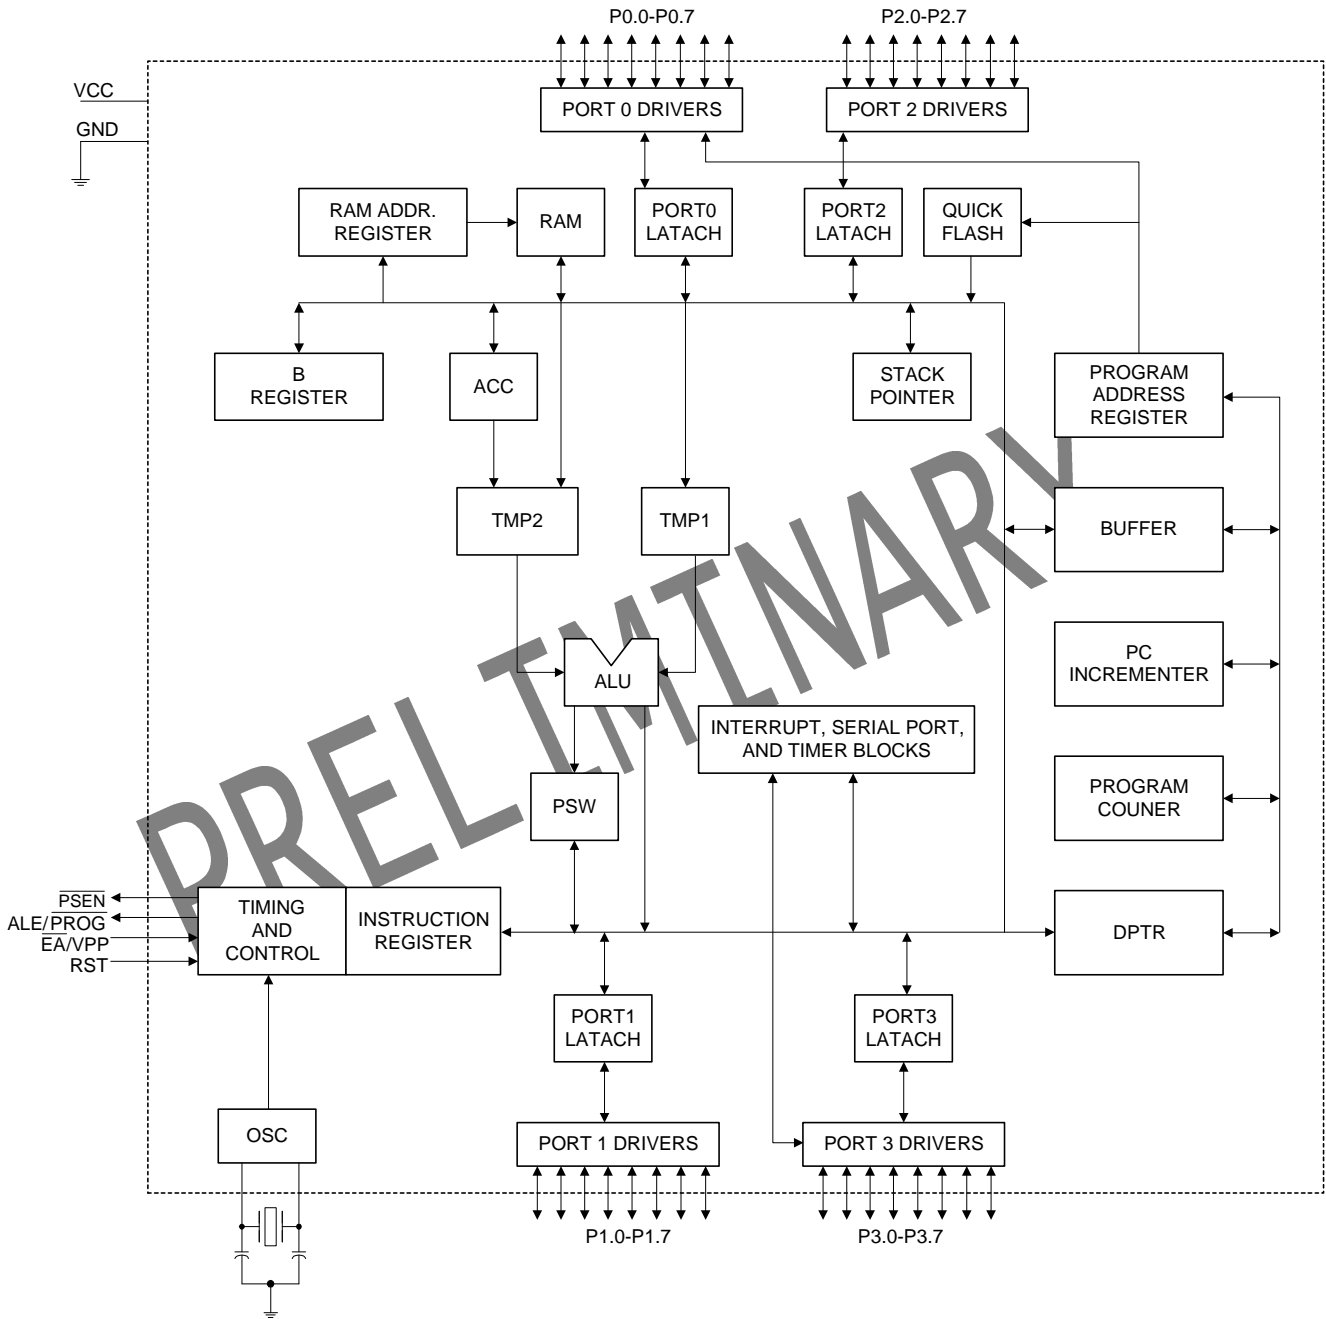 P0.0-P0.7
P2.0-P2.7
VCC
GND
PORT 0 DRIVERS
PORT 2 DRIVERS
RAM ADDR.
REGISTER
RAM
PORT0
LATACH
PORT2
LATACH
QUICK
FLASH
B
REGISTER
ACC
STACK
POINTER
PROGRAM
ADDRESS
REGISTER
TMP2
TMP1
BUFFER
ALU
PC
INCREMENTER
INTERRUPT, SERIAL PORT,
AND TIMER BLOCKS
PSW
PROGRAM
COUNER
PRELIMINARY
PSEN
ALE/PROG
EA/VPP
RST
TIMING
AND
CONTROL
INSTRUCTION
REGISTER
DPTR
PORT1
LATACH
PORT3
LATACH
OSC
PORT 1 DRIVERS
PORT 3 DRIVERS
P1.0-P1.7
P3.0-P3.7